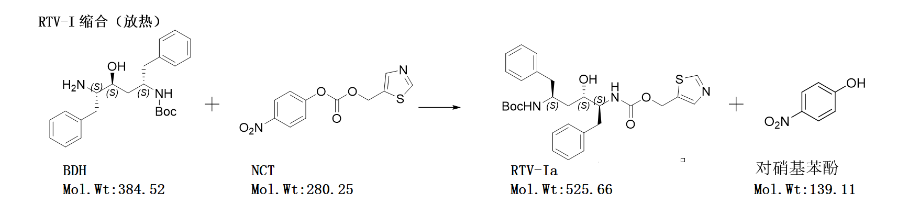 RTV-I 缩合（放热）
H2N
OH
(S)
(S)
(S)
NH
Boc
+
O2N
O
O
O
N
S
+
BocHN
(S)
OH
(S)
(S)
H
N
O
O
S
N
OH
O2N
BDH
Mol.Wt:384.52
NCT
Mol.Wt:280.25
RTV-Ia
Mol.Wt:525.66
对硝基苯酚
Mol.Wt:139.11